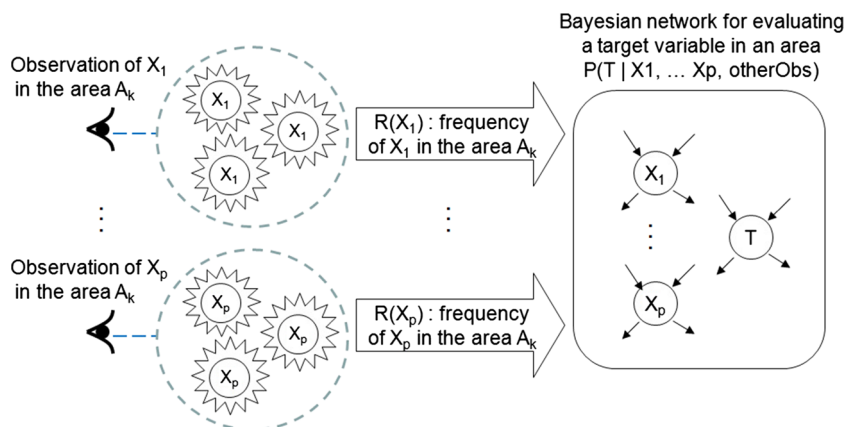 Bayesian network for evaluating
a target variable in an area
P(T | X1, … Xp, otherObs)
Observation of X₁
in the area Aₖ
X₁
X₁
X₁
R(X₁) : frequency
of X₁ in the area Aₖ
X₁
T
Xₚ
Observation of Xₚ
in the area Aₖ
Xₚ
Xₚ
Xₚ
R(Xₚ) : frequency
of Xₚ in the area Aₖ